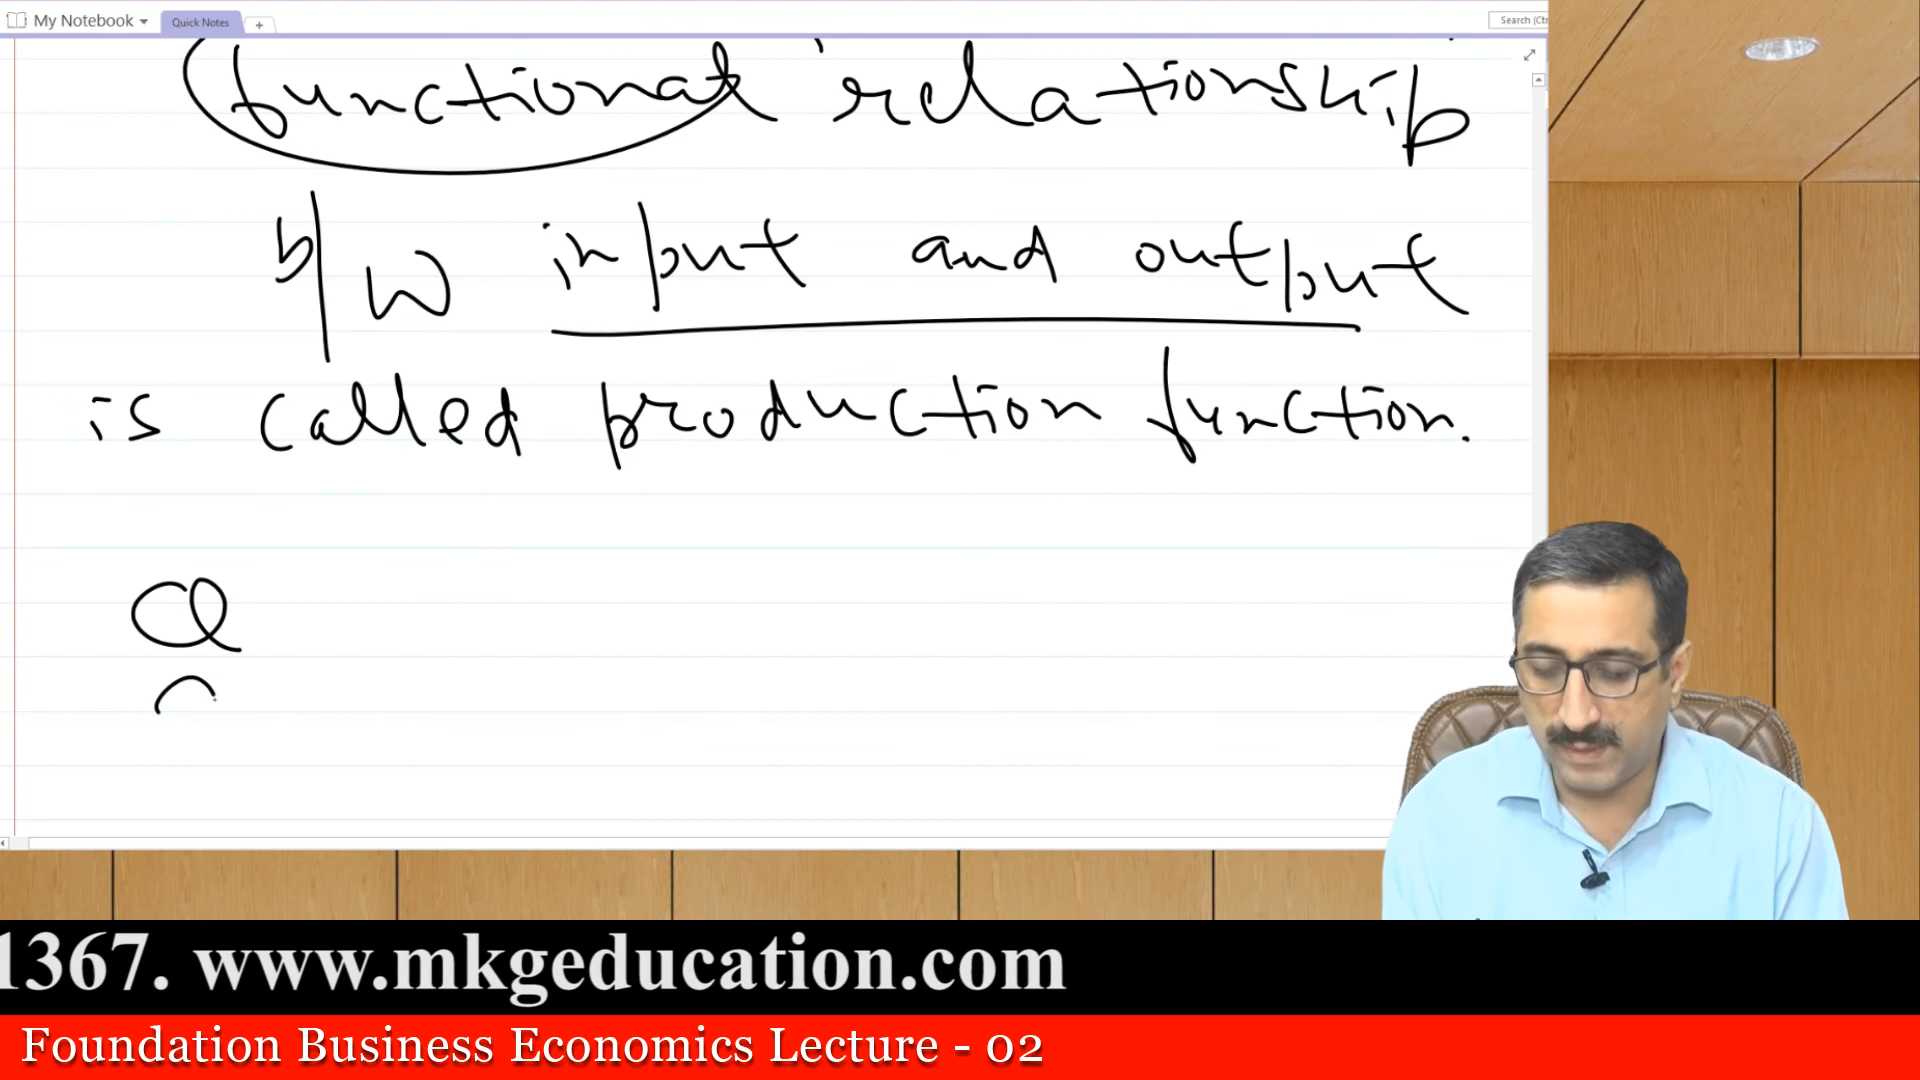 My Notebook
Quick Notes
+
Search (Ct
functional relationship
b/w input and output
is called production function.
Q
1367. www.mkgeducation.com
Foundation Business Economics Lecture - 02